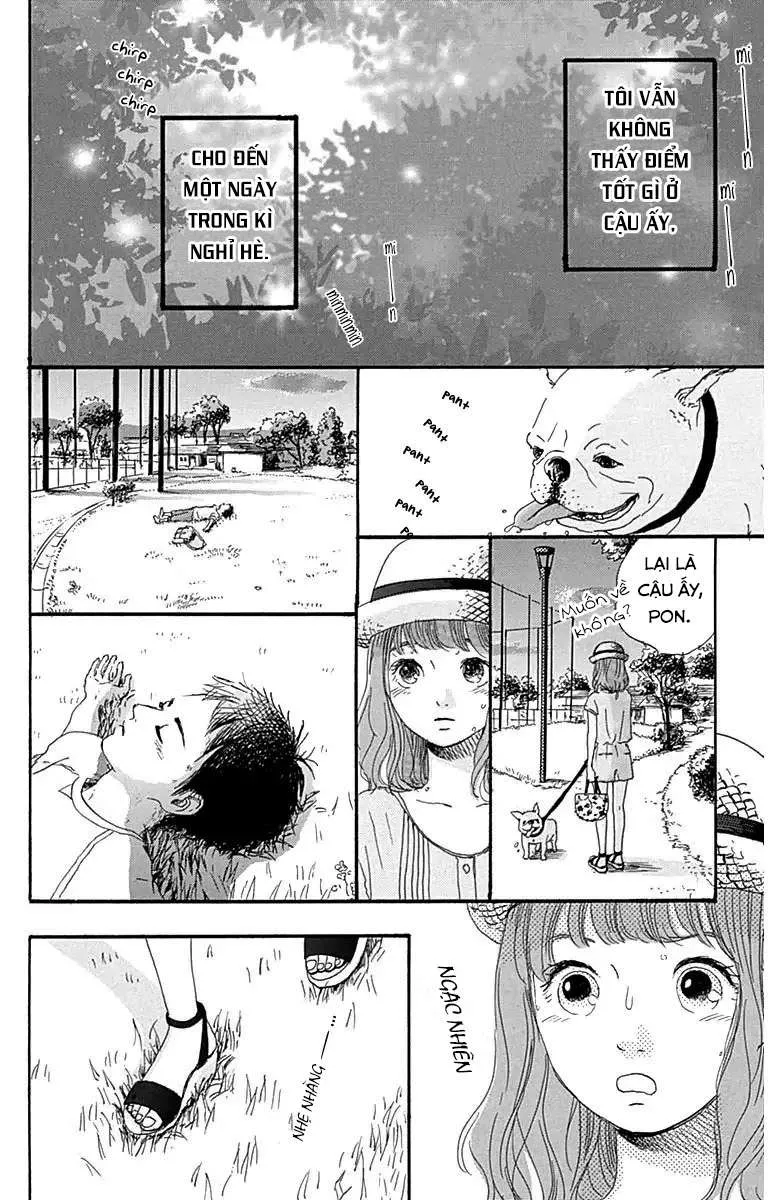 mi
n
TÔI VẪN
KHÔNG
THẤY ĐIỂM
TỐT GÌ Ở
CẬU ẤY,
mi
n
chirp
chirp
chirp
CHO ĐẾN
MỘT NGÀY
TRONG KÌ
NGHỈ HÈ.
mi
n
minminmin
pant
pant
pant
pant
pant
pa
LẠI LÀ
CẬU ẤY,
PON.
Muốn về
không?
NGẠC NHIÊN
NHẸ NHÀNG
...